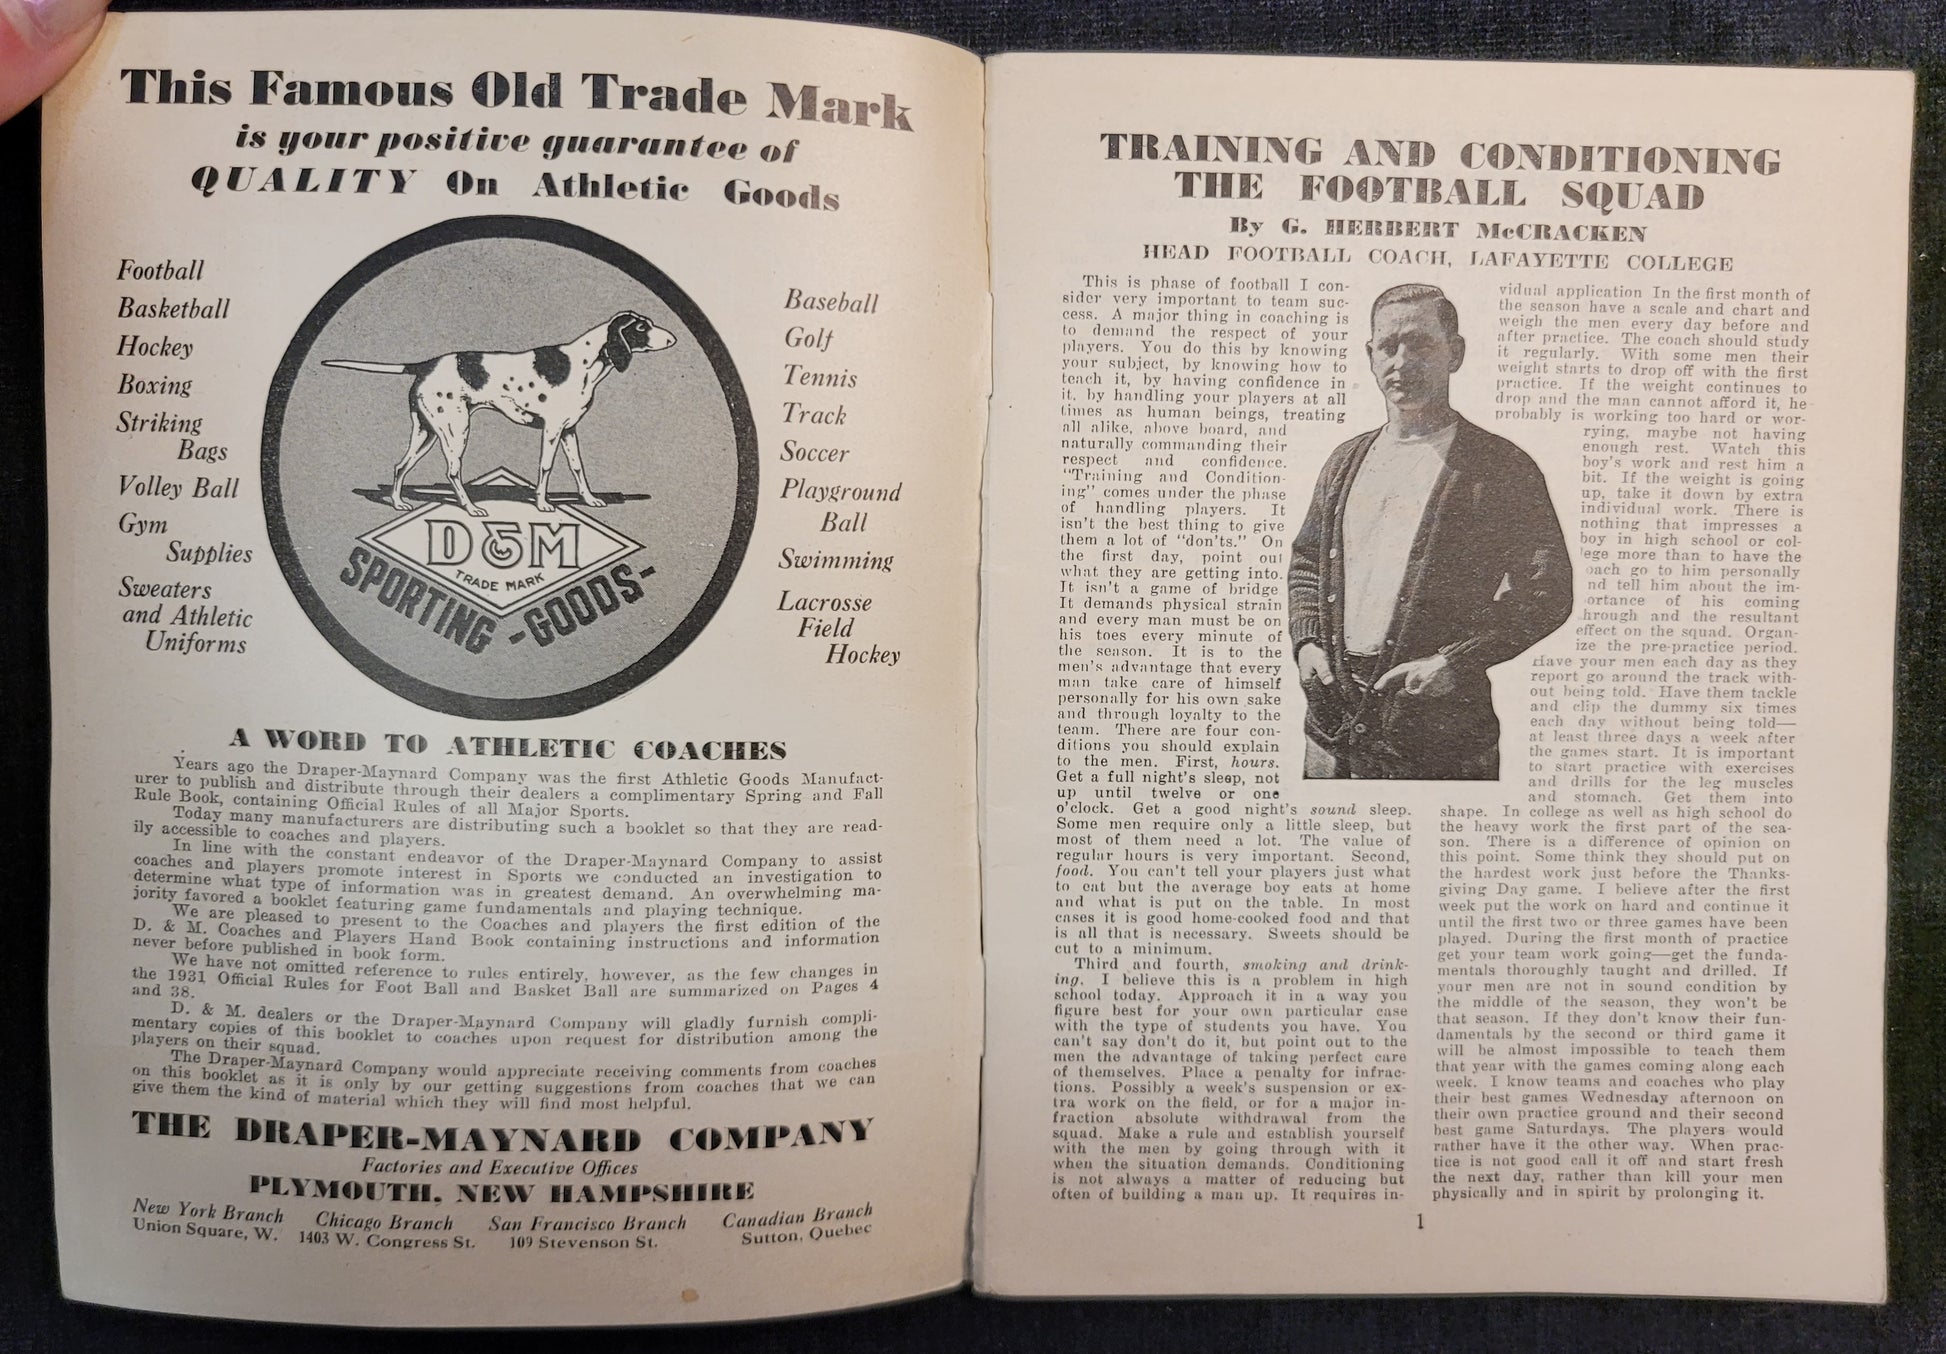 This Famous Old Trade Mark
is your positive guarantee of
QUALITY On Athletic Goods
Football
Basketball
Hockey
Boxing
Striking
Bags
Volley Ball
Gym
Supplies
Sweaters
and Athletic
Uniforms
D&M
TRADE MARK
SPORTING -GOODS-
Baseball
Golf
Tennis
Track
Soccer
Playground
Ball
Swimming
Lacrosse
Field
Hockey
A WORD TO ATHLETIC COACHES
Years ago the Draper-Maynard Company was the first Athletic Goods Manufact-
urer to publish and distribute through their dealers a complimentary Spring and Fall
Rule Book, containing Official Rules of all Major Sports.
Today many manufacturers are distributing such a booklet so that they are read-
ily accessible to coaches and players.
In line with the constant endeavor of the Draper-Maynard Company to assist
coaches and players promote interest in Sports we conducted an investigation to
determine what type of information was in greatest demand. An overwhelming ma-
jority favored a booklet featuring game fundamentals and playing technique.
We are pleased to present to the Coaches and players the first edition of the
D. & M. Coaches and Players Hand Book containing instructions and information
never before published in book form.
We have not omitted reference to rules entirely, however, as the few changes in
the 1931 Official Rules for Foot Ball and Basket Ball are summarized on Pages 4
and 38.
D. & M. dealers or the Draper-Maynard Company will gladly furnish compli-
mentary copies of this booklet to coaches upon request for distribution among the
players on their squad.
The Draper-Maynard Company would appreciate receiving comments from coaches
on this booklet as it is only by our getting suggestions from coaches that we can
give them the kind of material which they will find most helpful.
THE DRAPER-MAYNARD COMPANY
Factories and Executive Offices
PLYMOUTH, NEW HAMPSHIRE
New York Branch
Union Square, W.
Chicago Branch
1403 W. Congress St.
San Francisco Branch
109 Stevenson St.
Canadian Branch
Sutton, Quebec
TRAINING AND CONDITIONING
THE FOOTBALL SQUAD
By G. HERBERT McCRACKEN
HEAD FOOTBALL COACH, LAFAYETTE COLLEGE
This is phase of football I con-
sider very important to team suc-
cess. A major thing in coaching is
to demand the respect of your
players. You do this by knowing
your subject, by knowing how to
teach it, by having confidence in
it, by handling your players at all
times as human beings, treating
all alike, above board, and
naturally commanding their
respect and confidence.
"Training and Condition-
ing" comes under the phase
of handling players. It
isn't the best thing to give
them a lot of "don'ts." On
the first day, point out
what they are getting into.
It isn't a game of bridge
It demands physical strain
and every man must be on
his toes every minute of
the season. It is to the
men's advantage that every
man take care of himself
personally for his own sake
and through loyalty to the
team. There are four con-
ditions you should explain
to the men. First, hours.
Get a full night's sleep, not
up until twelve or one
o'clock. Get a good night's sound sleep.
Some men require only a little sleep, but
most of them need a lot. The value of
regular hours is very important. Second,
food. You can't tell your players just what
to eat but the average boy eats at home
and what is put on the table. In most
cases it is good home-cooked food and that
is all that is necessary. Sweets should be
cut to a minimum.
Third and fourth, smoking and drink-
ing. I believe this is a problem in high
school today. Approach it in a way you
figure best for your own particular case
with the type of students you have. You
can't say don't do it, but point out to the
men the advantage of taking perfect care
of themselves. Place a penalty for infrac-
tions. Possibly a week's suspension or ex-
tra work on the field, or for a major in-
fraction absolute withdrawal from the
squad. Make a rule and establish yourself
with the men by going through with it
when the situation demands. Conditioning
is not always a matter of reducing but
often of building a man up. It requires in-
vidual application In the first month of
the season have a scale and chart and
weigh the men every day before and
after practice. The coach should study
it regularly. With some men their
weight starts to drop off with the first
practice. If the weight continues to
drop and the man cannot afford it, he
probably is working too hard or wor-
rying, maybe not having
enough rest. Watch this
boy's work and rest him a
bit. If the weight is going
up, take it down by extra
individual work. There is
nothing that impresses a
boy in high school or col-
ege more than to have the
oach go to him personally
nd tell him about the im-
ortance of his coming
hrough and the resultant
effect on the squad. Organ-
ize the pre-practice period.
Have your men each day as they
report go around the track with-
out being told. Have them tackle
and clip the dummy six times
each day without being told—
at least three days a week after
the games start. It is important
to start practice with exercises
and drills for the leg muscles
and stomach. Get them into
shape. In college as well as high school do
the heavy work the first part of the sea-
son. There is a difference of opinion on
this point. Some think they should put on
the hardest work just before the Thanks-
giving Day game. I believe after the first
week put the work on hard and continue it
until the first two or three games have been
played. During the first month of practice
get your team work going—get the funda-
mentals thoroughly taught and drilled. If
your men are not in sound condition by
the middle of the season, they won't be
that season. If they don't know their fun-
damentals by the second or third game it
will be almost impossible to teach them
that year with the games coming along each
week. I know teams and coaches who play
their best games Wednesday afternoon on
their own practice ground and their second
best game Saturdays. The players would
rather have it the other way. When prac-
tice is not good call it off and start fresh
the next day, rather than kill your men
physically and in spirit by prolonging it.
1